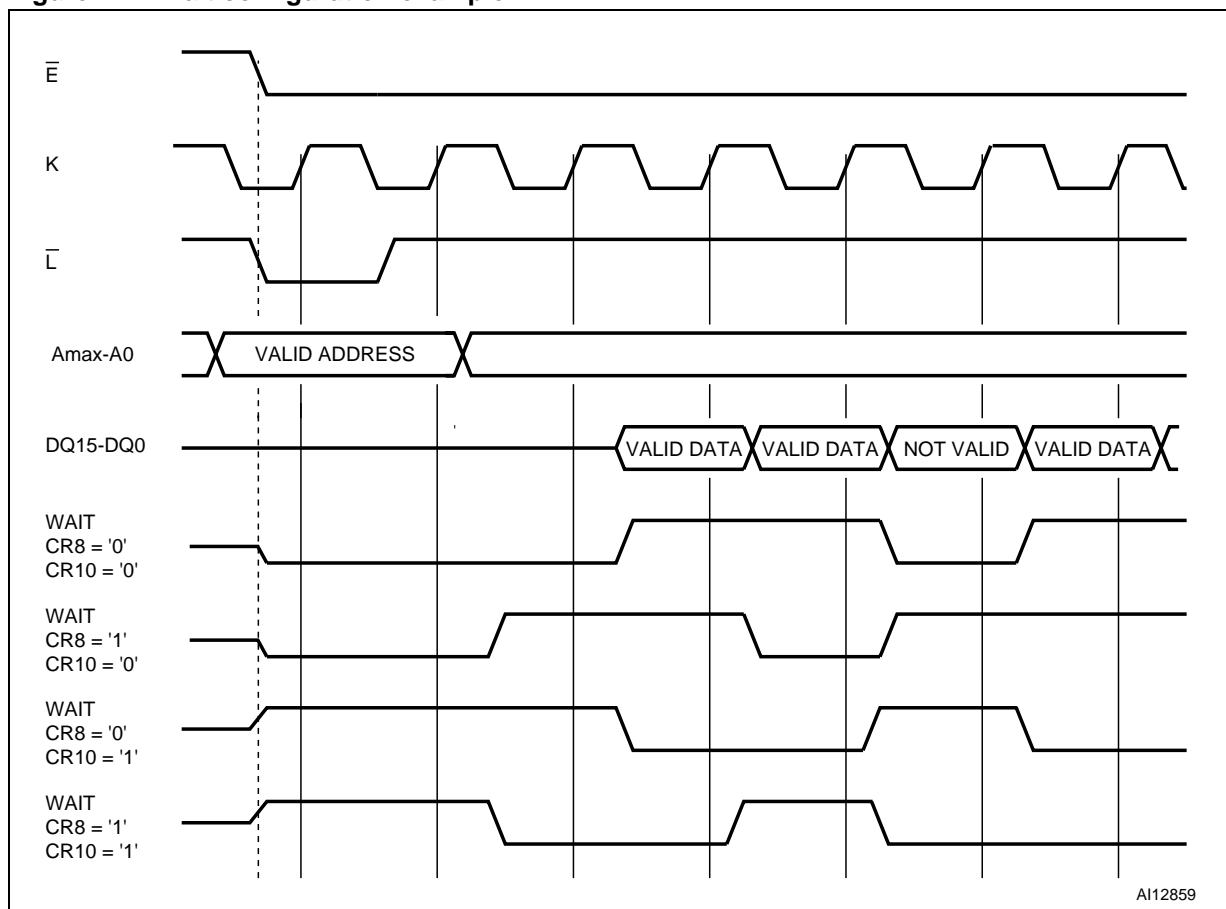 E
K
L
Amax-A0
VALID ADDRESS
DQ15-DQ0
VALID DATA
VALID DATA
NOT VALID
VALID DATA
WAIT
CR8 = '0'
CR10 = '0'
WAIT
CR8 = '1'
CR10 = '0'
WAIT
CR8 = '0'
CR10 = '1'
WAIT
CR8 = '1'
CR10 = '1'
AI12859